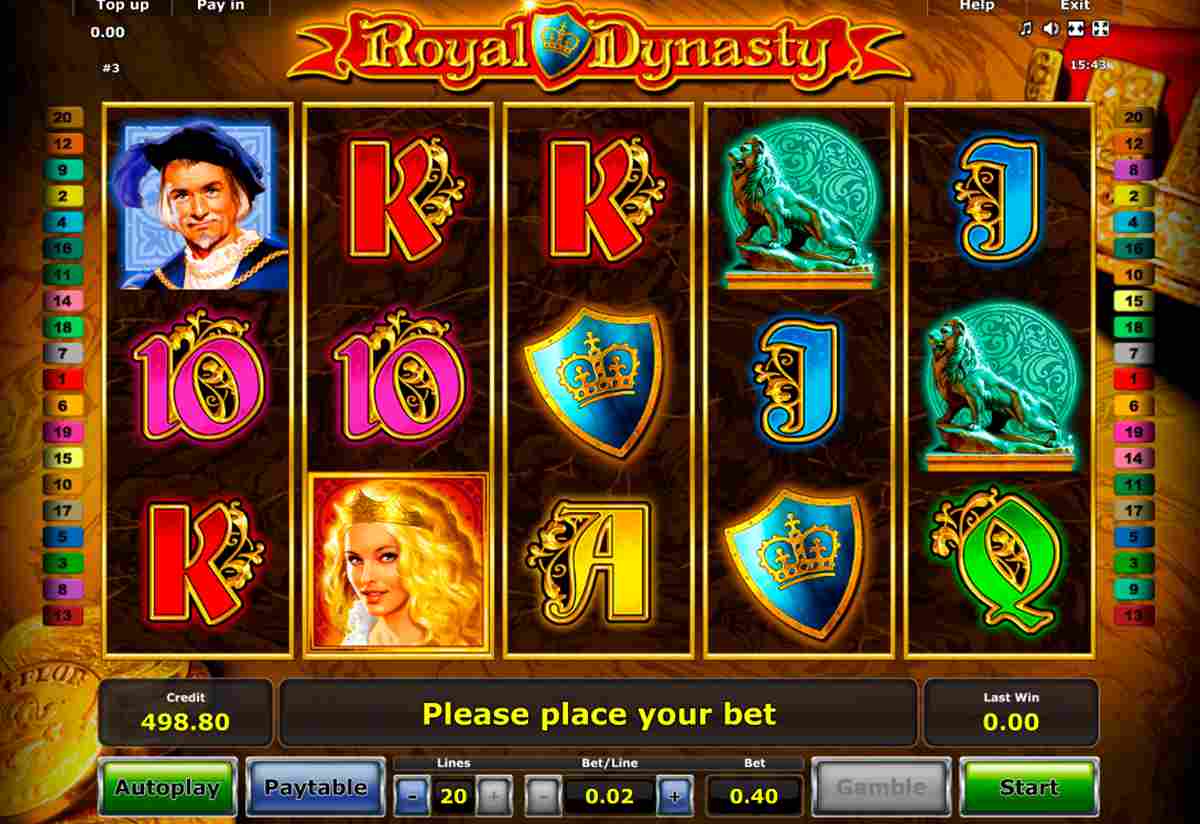 Top up
Pay in
Help
Exit
0.00
#3
15:43
Royal Dynasty
20
12
9
2
4
16
11
14
18
7
1
6
19
15
10
17
5
3
8
13
K
K
J
10
10
J
K
A
Q
20
12
8
2
4
16
10
15
18
7
1
6
19
14
11
17
5
3
9
13
Credit
498.80
Please place your bet
Last Win
0.00
Autoplay
Paytable
Lines
- 20 +
Bet/Line
- 0.02 +
Bet
0.40
Gamble
Start